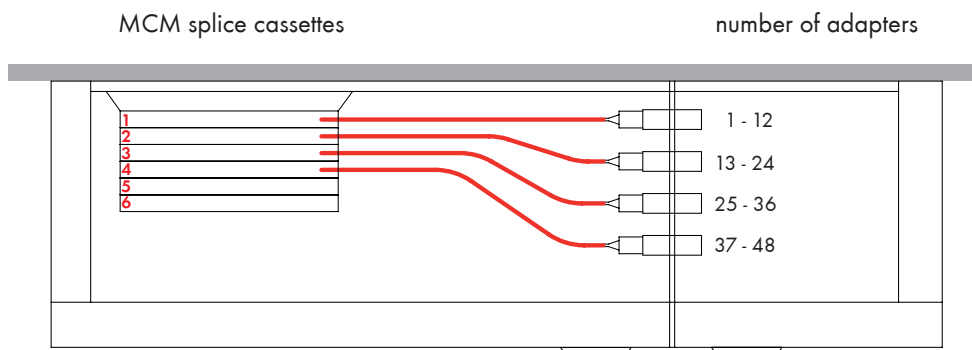 MCM splice cassettes
number of adapters
1
2
3
4
5
6
1 - 12
13 - 24
25 - 36
37 - 48